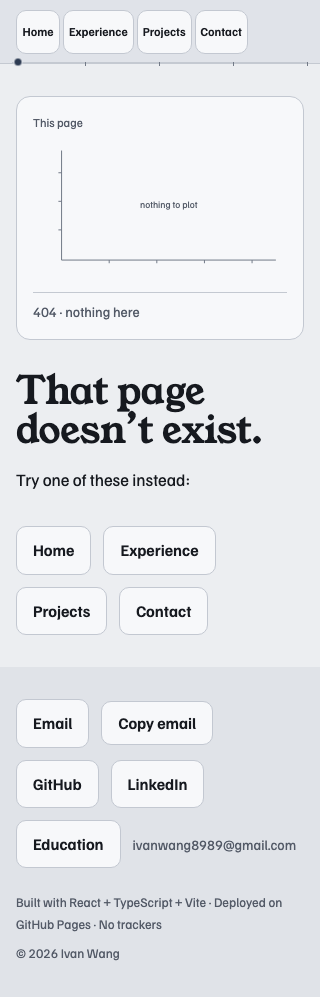 Home Experience Projects Contact
This page
nothing to plot
404 · nothing here
That page
doesn’t exist.
Try one of these instead:
Home Experience
Projects Contact
Email Copy email
GitHub LinkedIn
Education ivanwang8989@gmail.com
Built with React + TypeScript + Vite · Deployed on
GitHub Pages · No trackers
© 2026 Ivan Wang